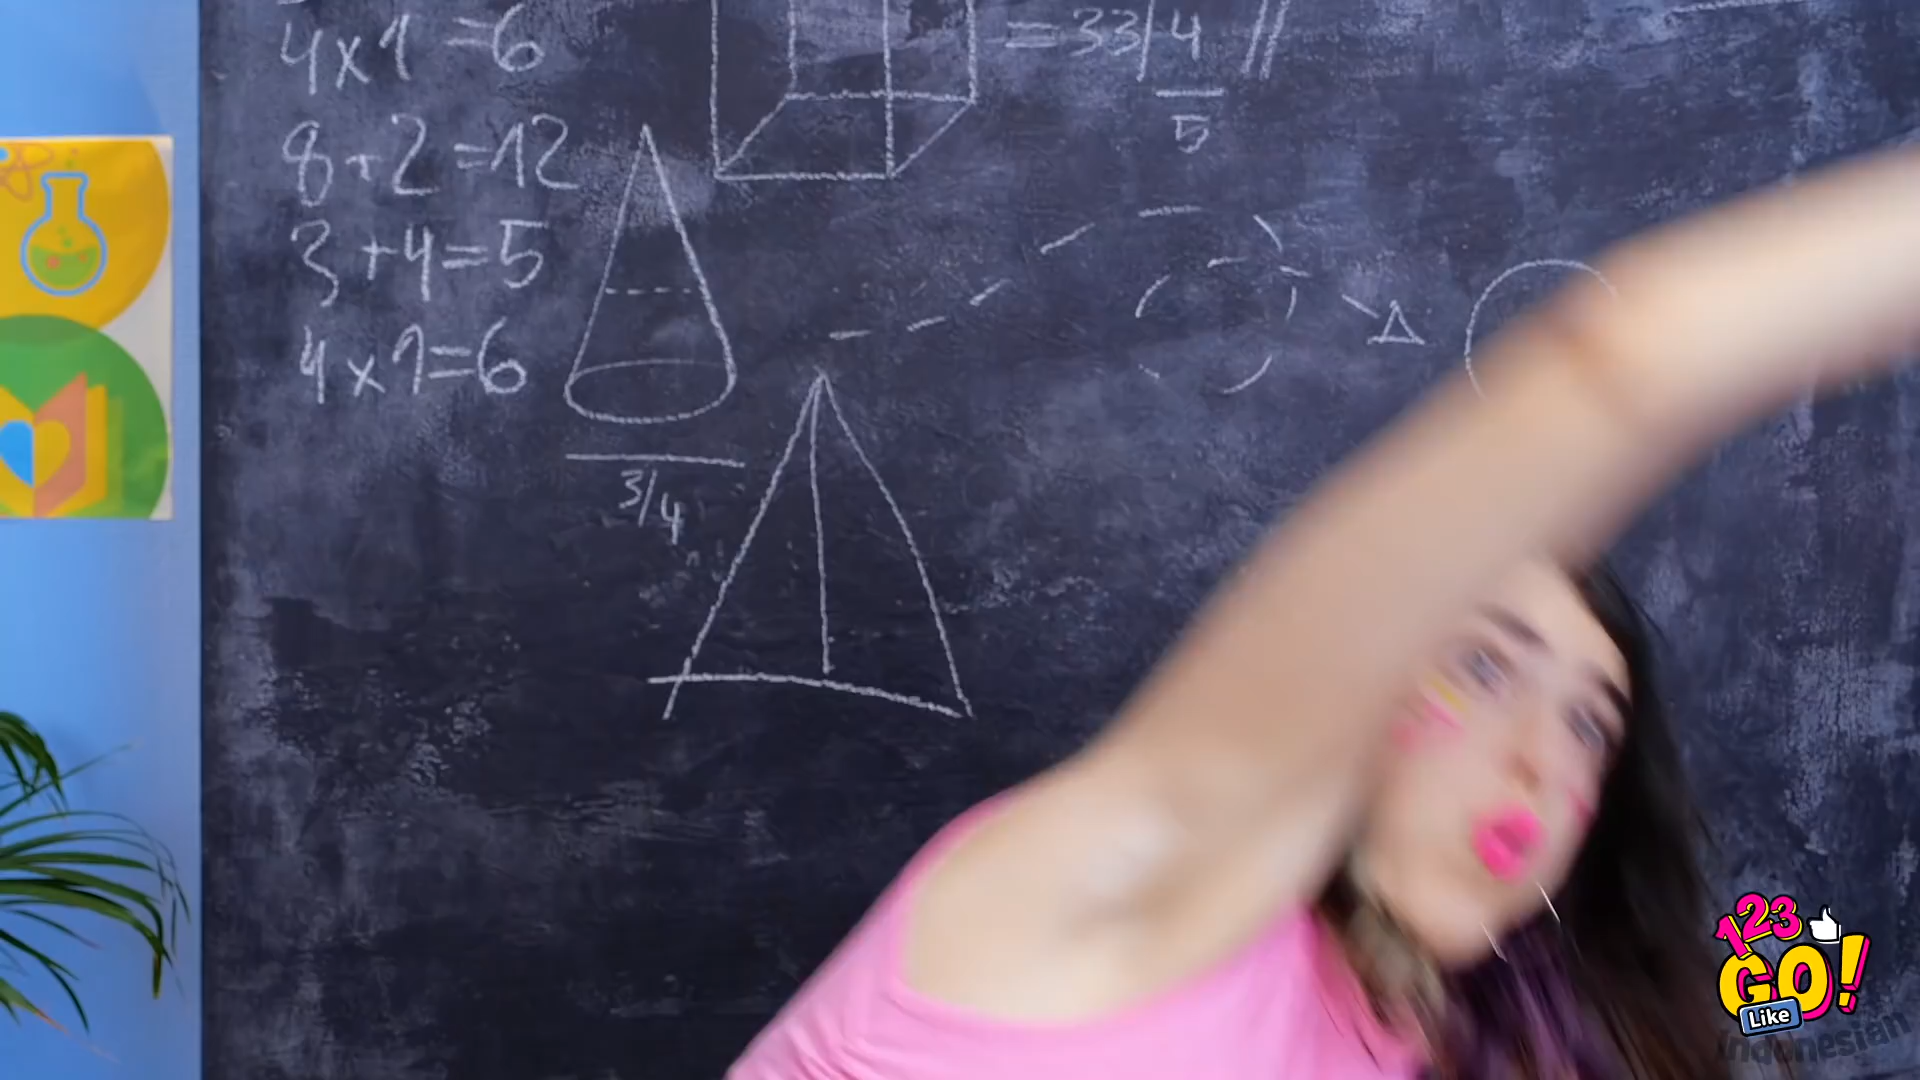 4x1=6
=33/4 //
5
8+2=12
3+4=5
4x1=6
3/4
123
GO!
Like
Indonesian